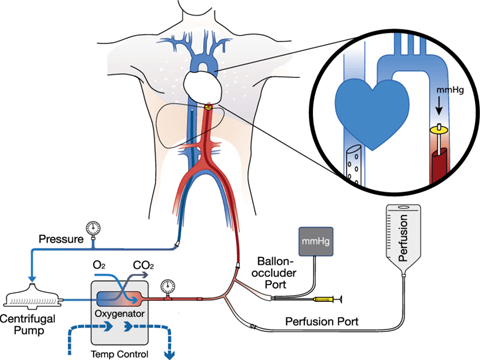 mmHg
Pressure
mmHg
Perfusion
Ballon-
occluder
Port
O₂
CO₂
Centrifugal
Pump
Oxygenator
Perfusion Port
Temp Control